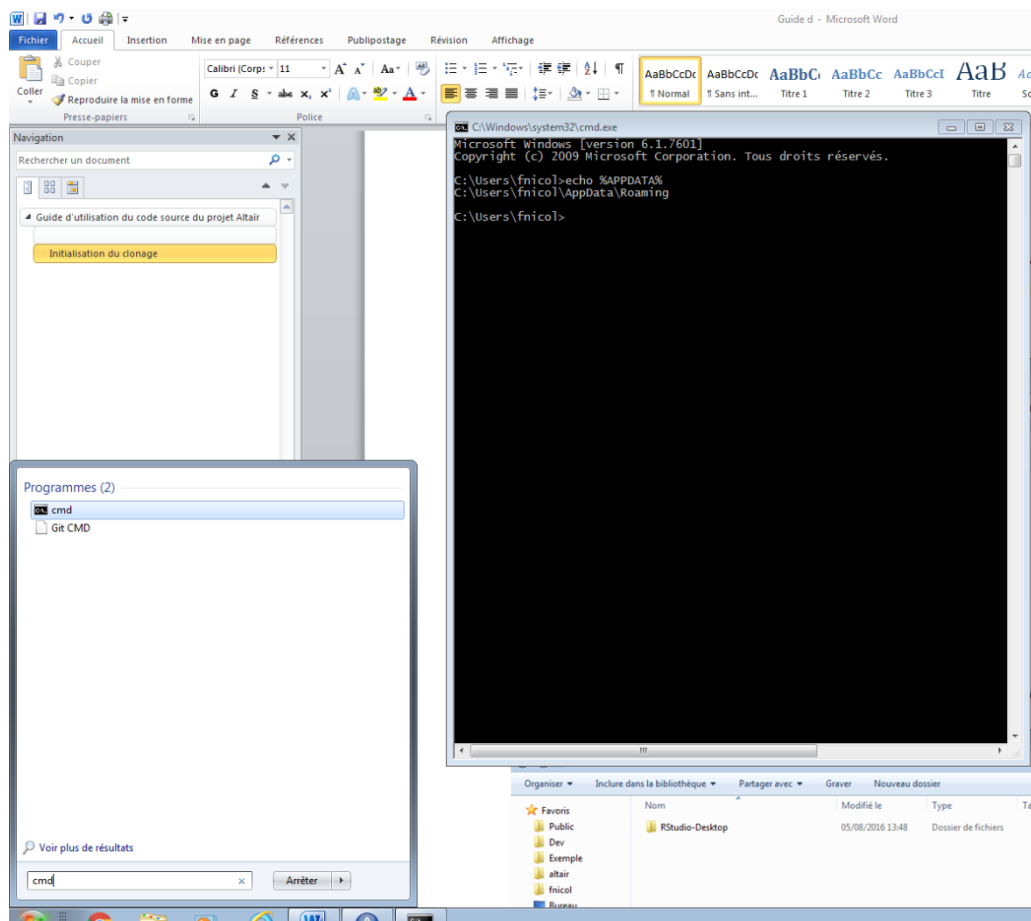 Guide d - Microsoft Word
Fichier Accueil Insertion Mise en page Références Publipostage Révision Affichage
Coller
Couper
Copier
Reproduire la mise en forme
Presse-papiers
Calibri (Corp: 11
G I S abc x₂ x²
Police
AaBbCcDc AaBbCcDc AaBbC AaBbCc AaBbCcI AaB
¶ Normal ¶ Sans int... Titre 1 Titre 2 Titre 3 Titre
Navigation
Rechercher un document
Guide d'utilisation du code source du projet Altaïr
Initialisation du clonage
C:\Windows\system32\cmd.exe
Microsoft Windows [version 6.1.7601]
Copyright (c) 2009 Microsoft Corporation. Tous droits réservés.
C:\Users\fnicol>echo %APPDATA%
C:\Users\fnicol\AppData\Roaming
C:\Users\fnicol>
Programmes (2)
cmd
Git CMD
Voir plus de résultats
cmd
Arrêter
Organiser Inclure dans la bibliothèque Partager avec Graver Nouveau dossier
Favoris
Public
Dev
Exemple
altair
fnicol
Bureau
Nom Modifié le Type
RStudio-Desktop 05/08/2016 13:48 Dossier de fichiers